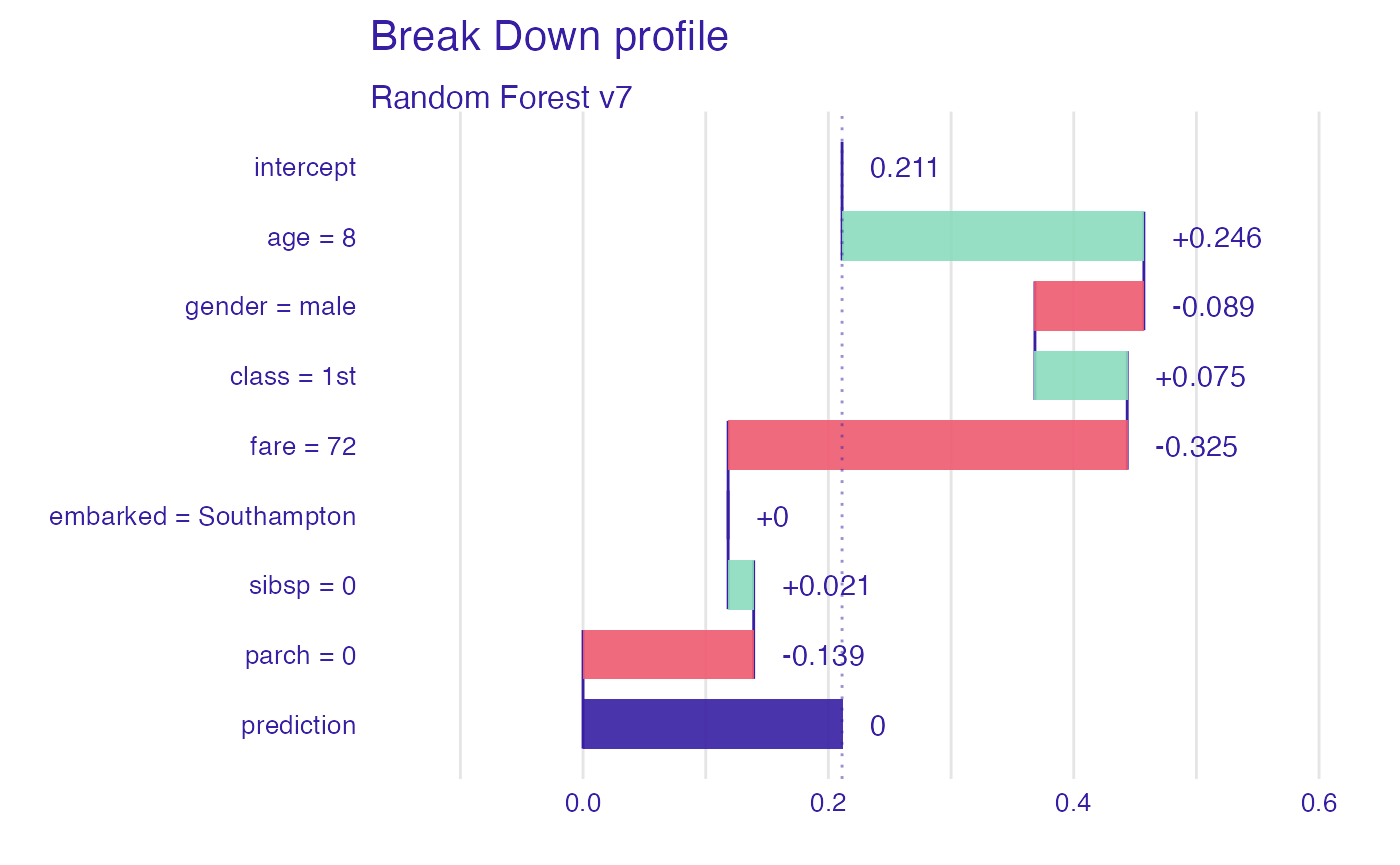 Break Down profile
Random Forest v7
intercept 0.211
age = 8 +0.246
gender = male -0.089
class = 1st +0.075
fare = 72 -0.325
embarked = Southampton +0
sibsp = 0 +0.021
parch = 0 -0.139
prediction 0
0.0 0.2 0.4 0.6